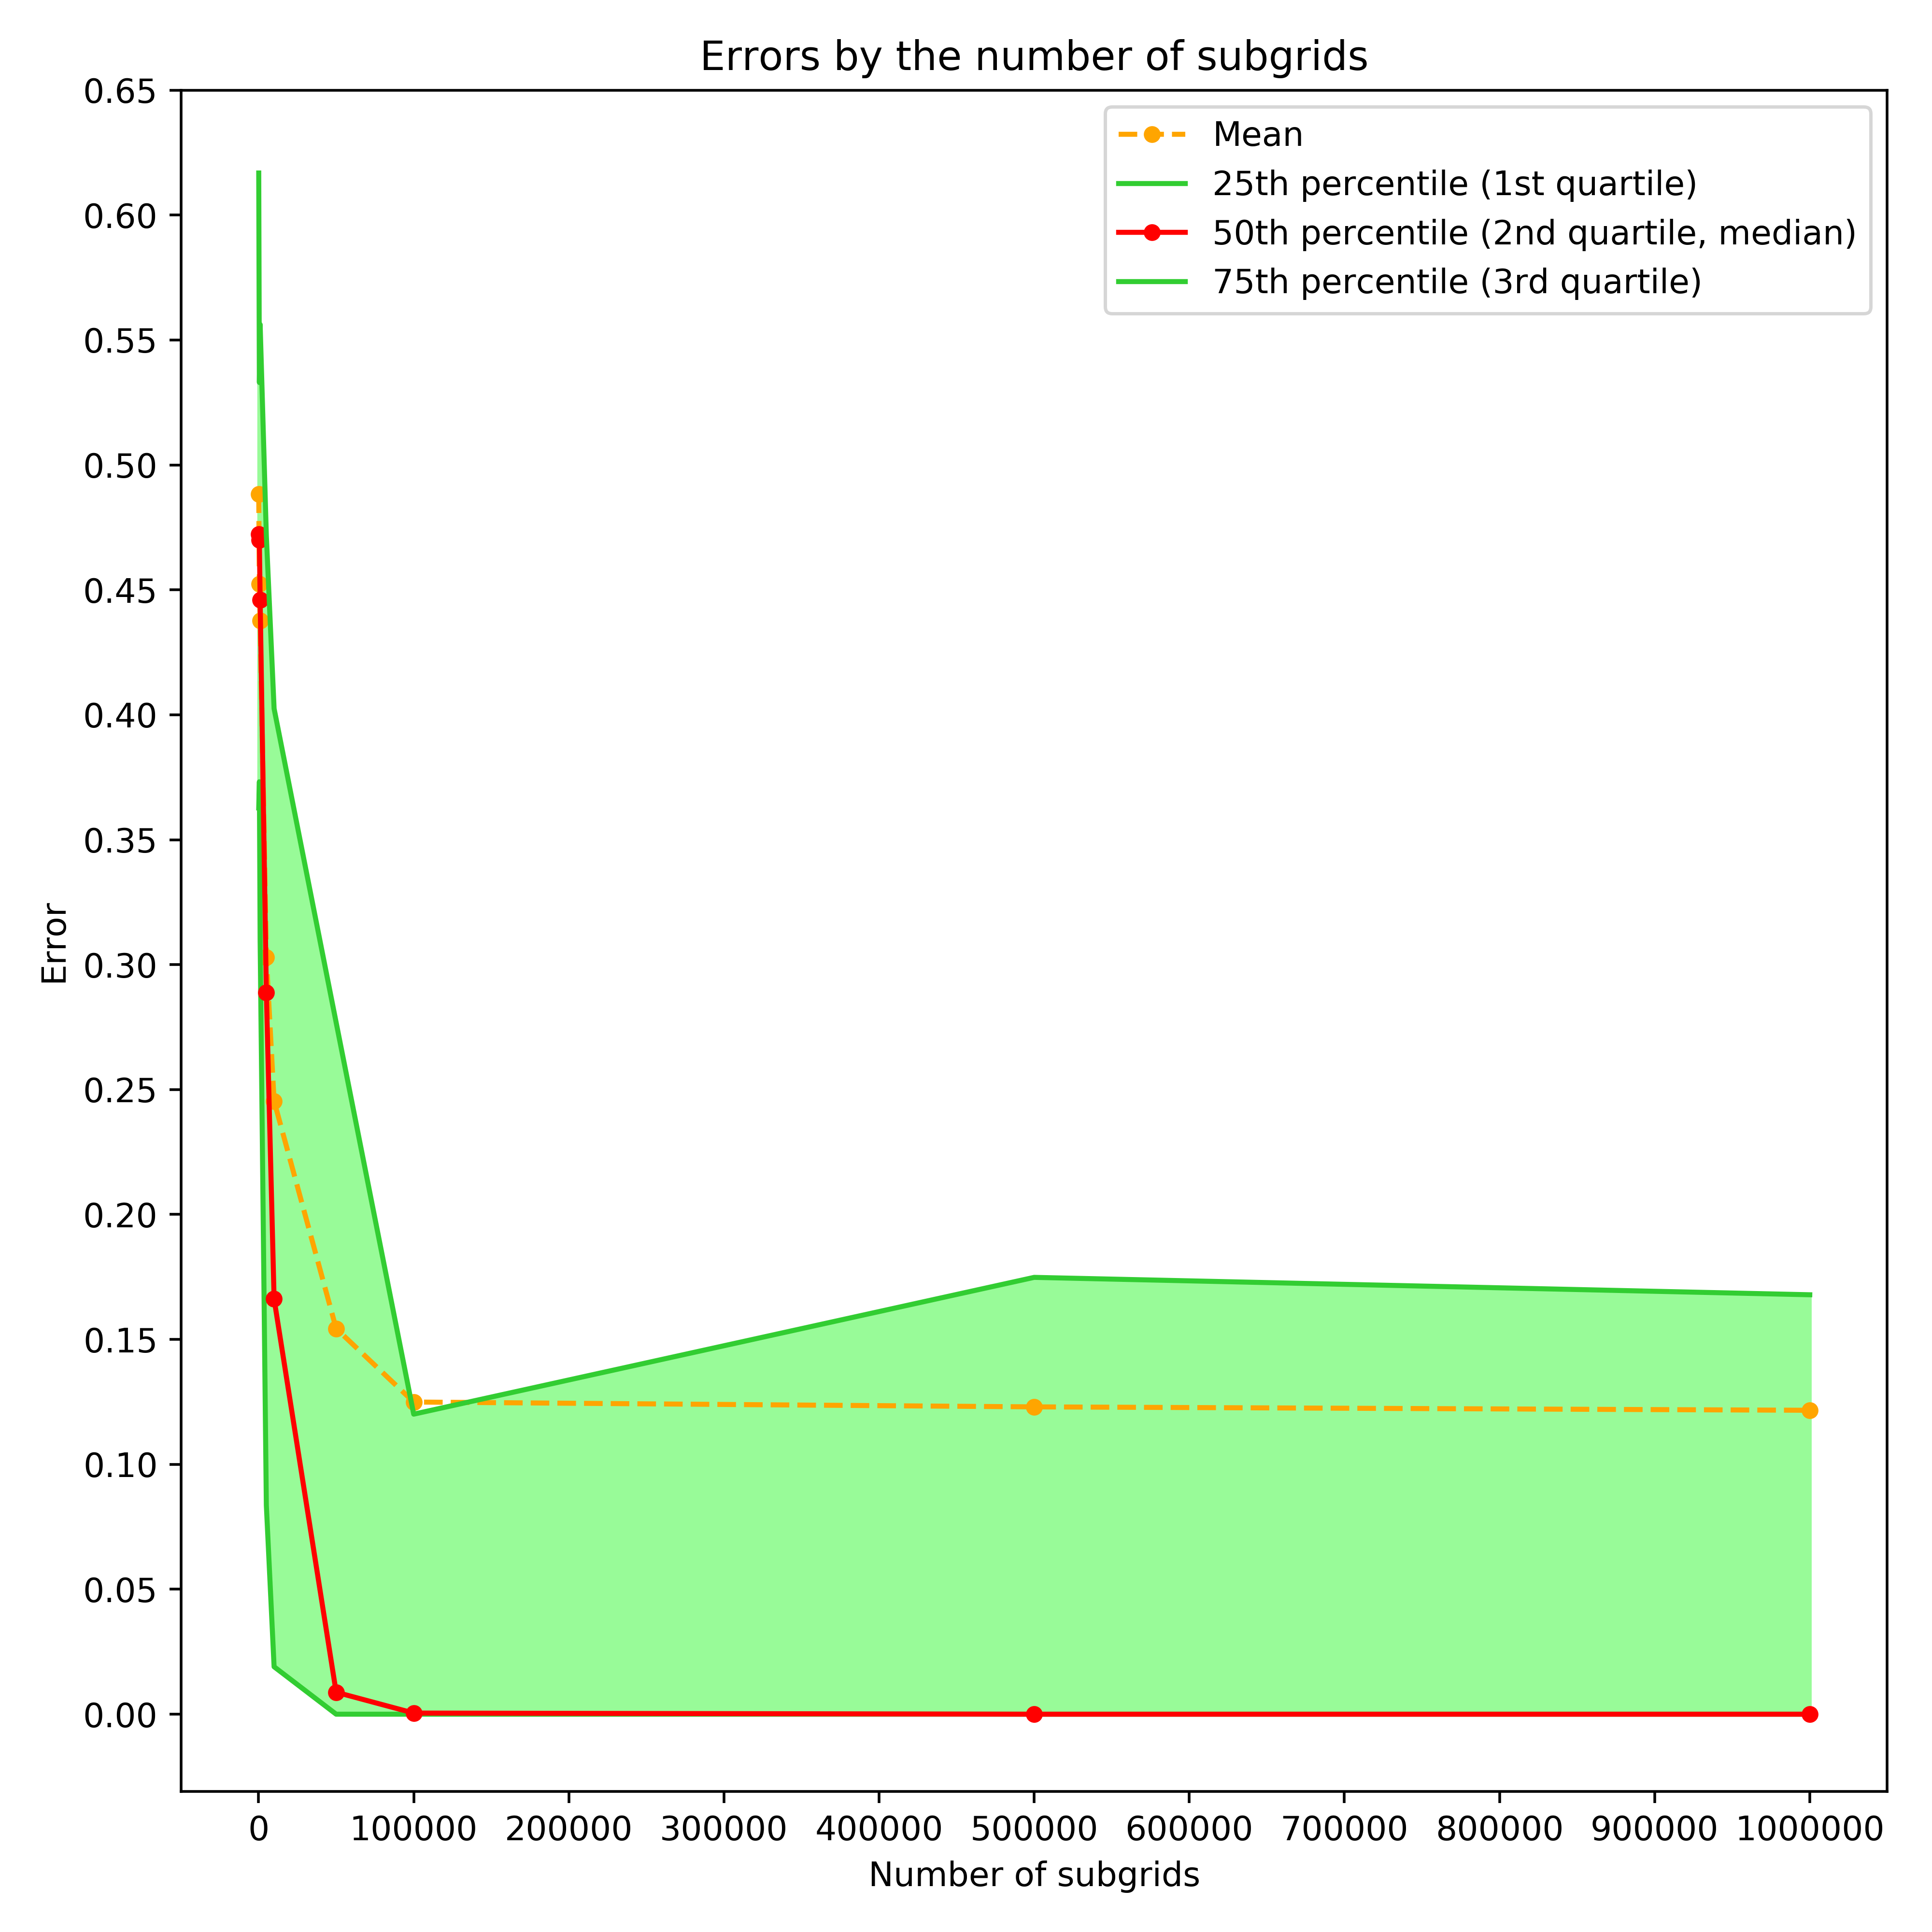 Errors by the number of subgrids
Mean
25th percentile (1st quartile)
50th percentile (2nd quartile, median)
75th percentile (3rd quartile)
0.65
0.60
0.55
0.50
0.45
0.40
0.35
0.30
0.25
0.20
0.15
0.10
0.05
0.00
Error
0 100000 200000 300000 400000 500000 600000 700000 800000 900000 1000000
Number of subgrids